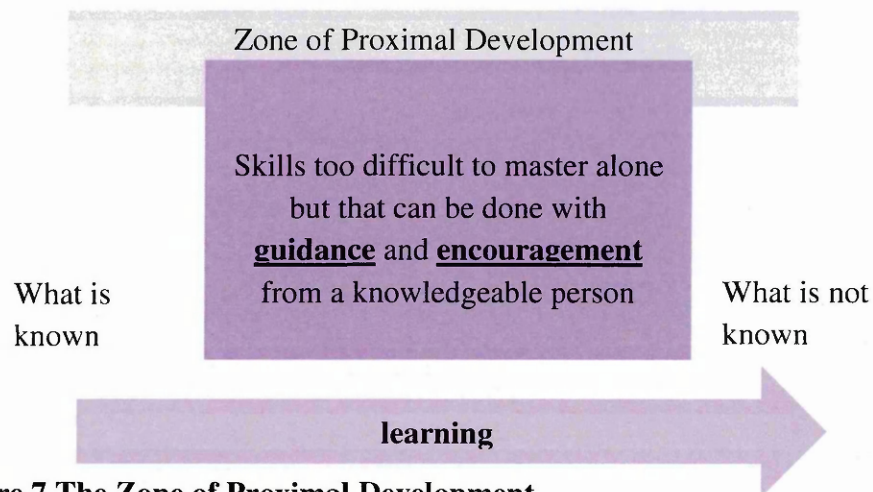 Zone of Proximal Development
Skills too difficult to master alone
but that can be done with
guidance and encouragement
from a knowledgeable person
What is
known
What is not
known
learning
re 7 The Zone of Proximal Development